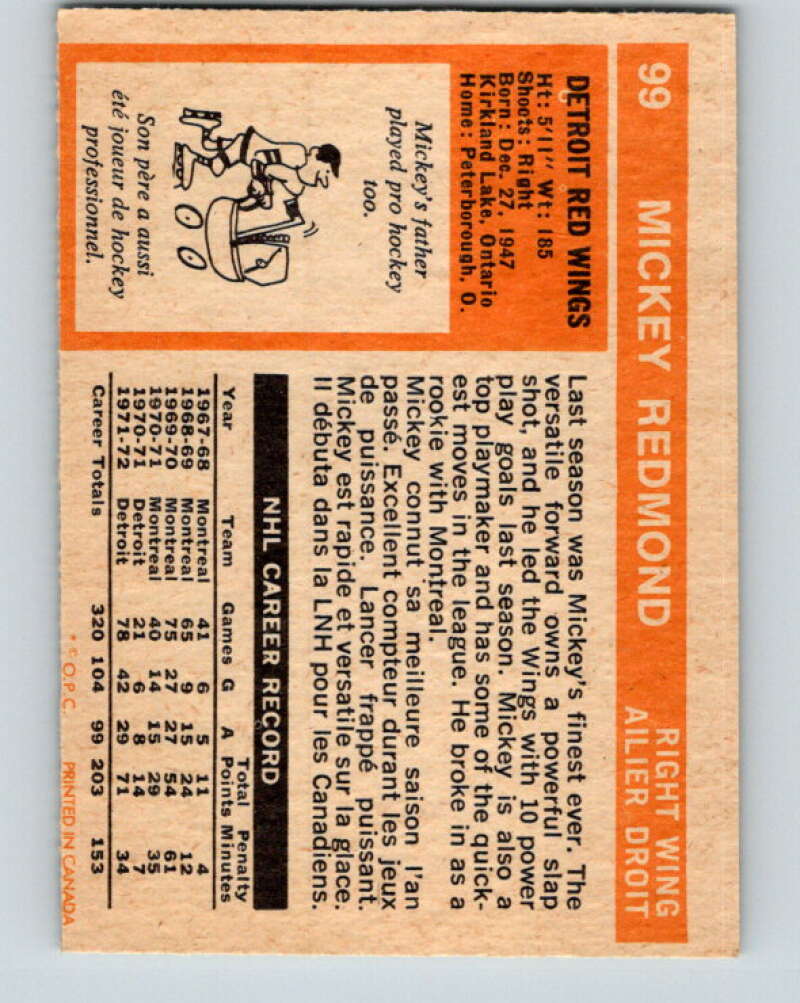 99 MICKEY REDMOND RIGHT WING
AILIER DROIT
DETROIT RED WINGS
Ht: 5'11" Wt: 185
Shoots: Right
Born: Dec. 27, 1947
Kirkland Lake, Ontario
Home: Peterborough, O.
Mickey's father
played pro hockey
too.
Son père a aussi
été joueur de hockey
professionnel.
Last season was Mickey's finest ever. The
versatile forward owns a powerful slap
shot, and he led the Wings with 10 power
play goals last season. Mickey is also a
top playmaker and has some of the quick-
est moves in the league. He broke in as a
rookie with Montreal.
Mickey connut sa meilleure saison l'an
passé. Excellent compteur durant les jeux
de puissance. Lancer frappé puissant.
Mickey est rapide et versatile sur la glace.
Il débuta dans la LNH pour les Canadiens.
NHL CAREER RECORD
Total Penalty
Year Team Games G A Points Minutes
1967-68 Montreal 41 6 5 11 4
1968-69 Montreal 65 9 15 24 12
1969-70 Montreal 75 27 27 54 61
1970-71 Montreal 40 14 15 29 35
1970-71 Detroit 21 6 8 14 7
1971-72 Detroit 78 42 29 71 34
Career Totals 320 104 99 203 153
* © O.P.C. PRINTED IN CANADA